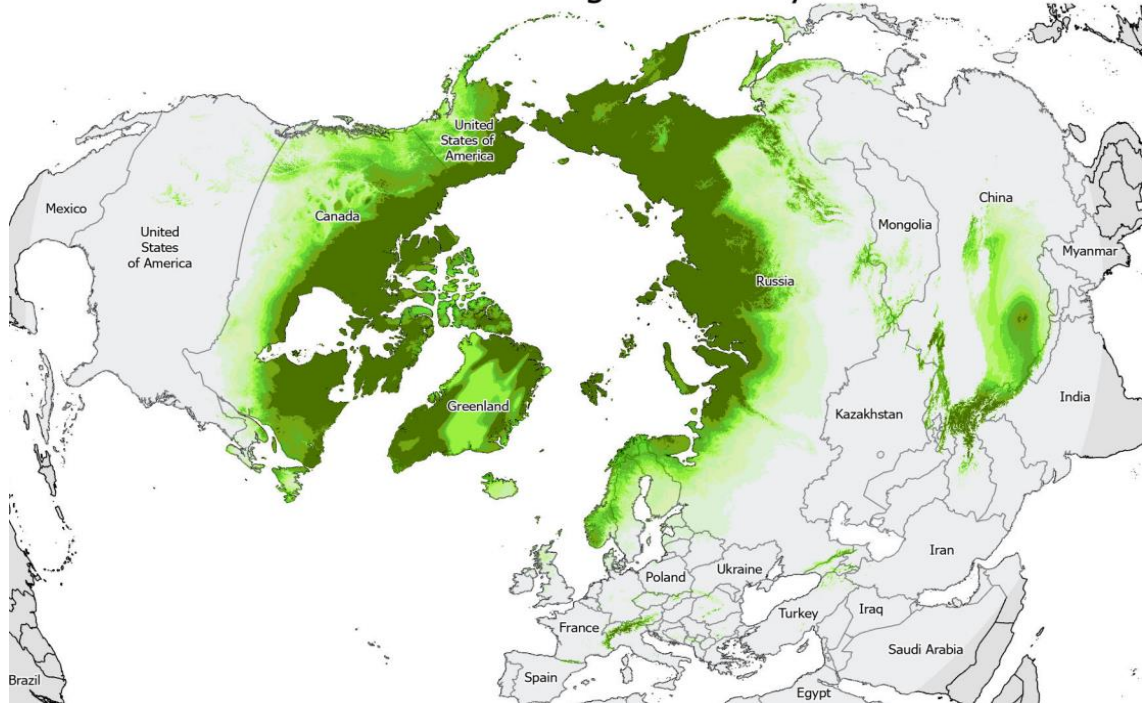 United
States of
America
Mexico
Canada
China
United
States
of America
Mongolia
Myanmar
Russia
Greenland
Kazakhstan
India
Iran
Poland
Ukraine
France
Turkey
Iraq
Saudi Arabia
Brazil
Spain
Egypt